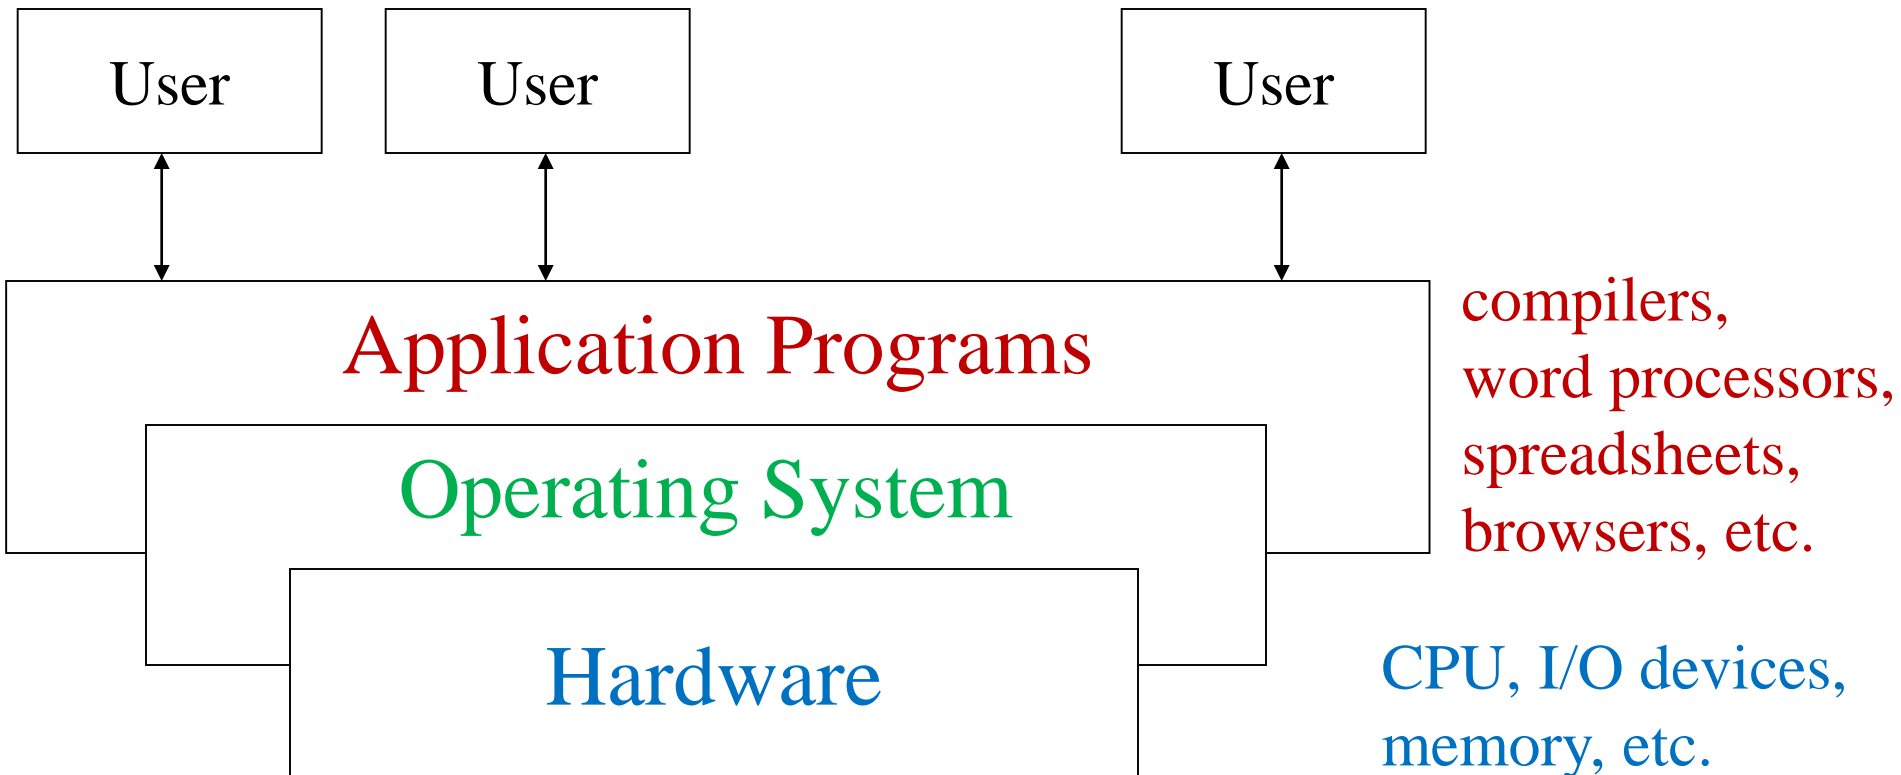 User
User
User
Application Programs
compilers,
word processors,
spreadsheets,
browsers, etc.
Operating System
Hardware
CPU, I/O devices,
memory, etc.